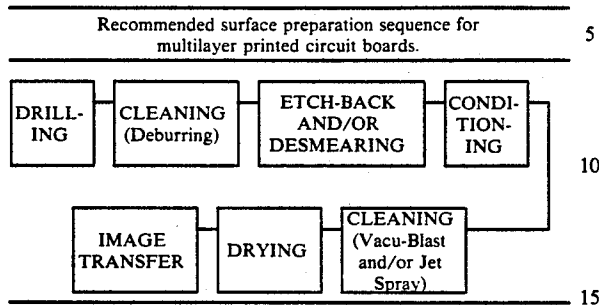 Recommended surface preparation sequence for
multilayer printed circuit boards.
5
DRILL-
ING
CLEANING
(Deburring)
ETCH-BACK
AND/OR
DESMEARING
CONDI-
TION-
ING
10
IMAGE
TRANSFER
DRYING
CLEANING
(Vacu-Blast
and/or Jet
Spray)
15